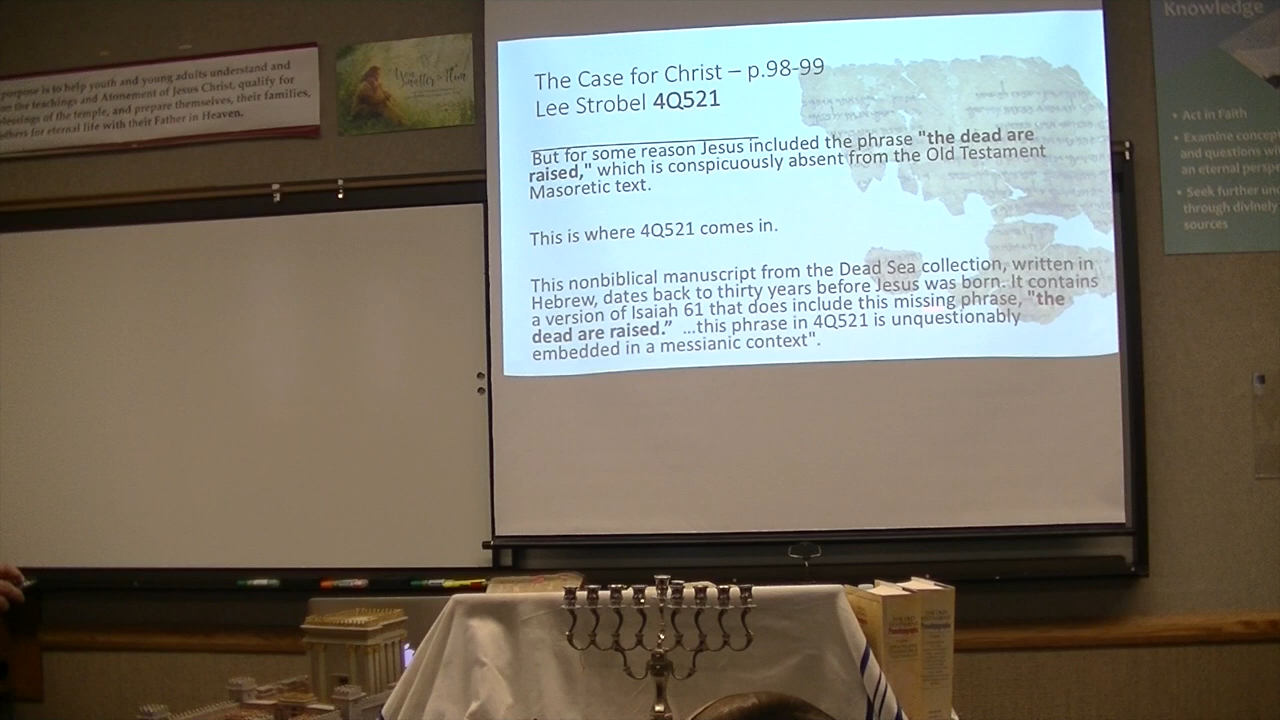 purpose is to help youth and young adults understand and
on the teachings and Atonement of Jesus Christ, qualify for
blessings of the temple, and prepare themselves, their families,
others for eternal life with their Father in Heaven.
You matter to Him
The Case for Christ – p.98-99
Lee Strobel 4Q521
But for some reason Jesus included the phrase "the dead are
raised," which is conspicuously absent from the Old Testament
Masoretic text.
This is where 4Q521 comes in.
This nonbiblical manuscript from the Dead Sea collection, written in
Hebrew, dates back to thirty years before Jesus was born. It contains
a version of Isaiah 61 that does include this missing phrase, "the
dead are raised.” ...this phrase in 4Q521 is unquestionably
embedded in a messianic context".
Knowledge
• Act in Faith
• Examine
and questions
an eternal
• Seek further
through divinely
sources